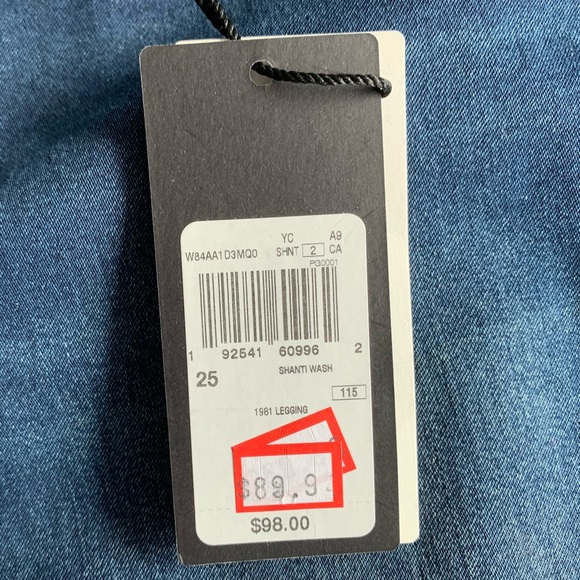 YC A9
W84AA1D3MQ0 SHNT 2 CA
PG0001
1 92541 60996 2
25 SHANTI WASH
115
1981 LEGGING
$89.9
$98.00